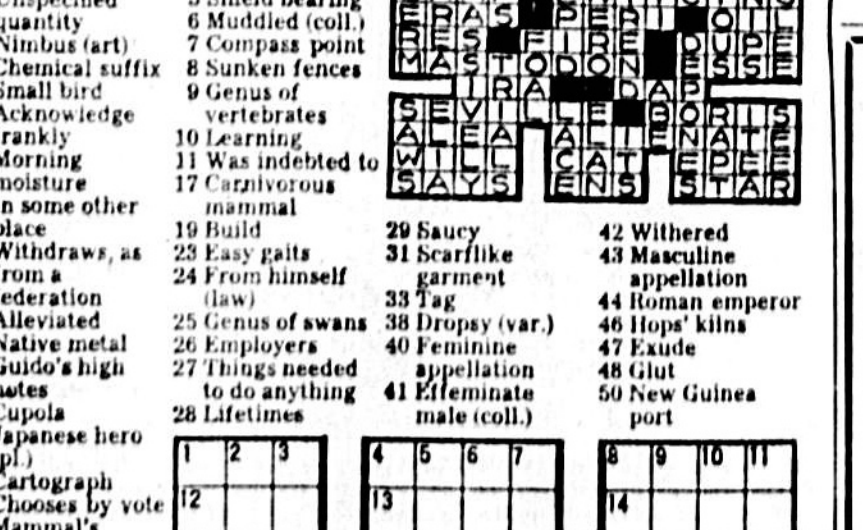 quantity
Nimbus (art)
Chemical suffix
Small bird
Acknowledge
frankly
Morning
moisture
In some other
place
Withdraws, as
from a
federation
Alleviated
Native metal
Guido's high
notes
Cupola
Japanese hero
(pl.)
Cartograph
Chooses by vote
Mammal's
6 Muddled (coll.)
7 Compass point
8 Sunken fences
9 Genus of
vertebrates
10 Learning
11 Was indebted to
17 Carnivorous
mammal
19 Build
23 Easy gaits
24 From himself
(law)
25 Genus of swans
26 Employers
27 Things needed
to do anything
28 Lifetimes
ERAS PERI OIL
RES FIRE DUPE
MASTODON ESSE
IRA DAP
SEVILLE BORIS
ALEA ALIENATE
WILL CAT EPEE
SAYS ENS STAR
29 Saucy
31 Scarflike
garment
33 Tag
38 Dropsy (var.)
40 Feminine
appellation
41 Effeminate
male (coll.)
42 Withered
43 Masculine
appellation
44 Roman emperor
46 Hops' kilns
47 Exude
48 Glut
50 New Guinea
port
1 2 3 4 5 6 7 8 9 10 11
12 13 14